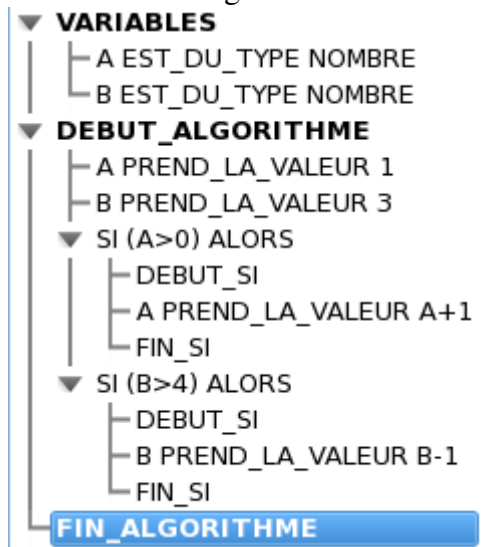 VARIABLES
A EST_DU_TYPE NOMBRE
B EST_DU_TYPE NOMBRE
DEBUT_ALGORITHME
A PREND_LA_VALEUR 1
B PREND_LA_VALEUR 3
SI (A>0) ALORS
DEBUT_SI
A PREND_LA_VALEUR A+1
FIN_SI
SI (B>4) ALORS
DEBUT_SI
B PREND_LA_VALEUR B-1
FIN_SI
FIN_ALGORITHME